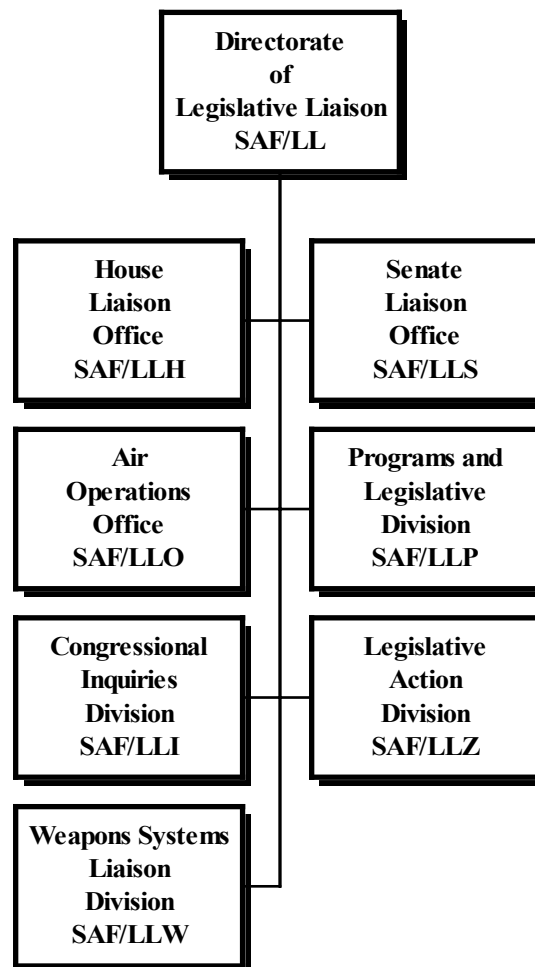 Directorate
of
Legislative Liaison
SAF/LL
House
Liaison
Office
SAF/LLH
Senate
Liaison
Office
SAF/LLS
Air
Operations
Office
SAF/LLO
Programs and
Legislative
Division
SAF/LLP
Congressional
Inquiries
Division
SAF/LLI
Legislative
Action
Division
SAF/LLZ
Weapons Systems
Liaison
Division
SAF/LLW